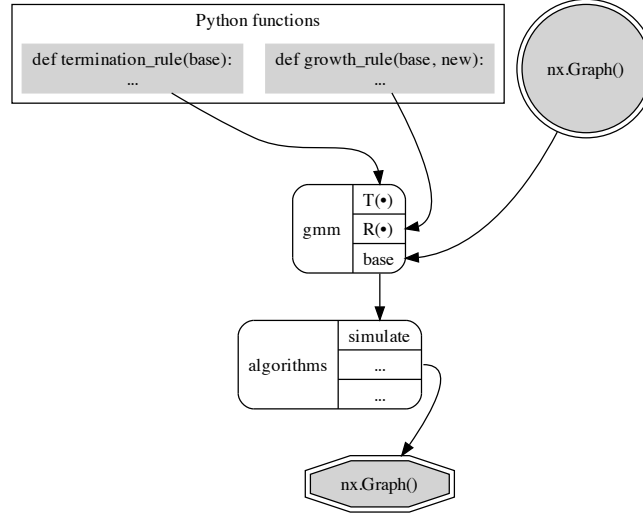 Python functions
def termination_rule(base):
...
def growth_rule(base, new):
...
nx.Graph()
gmm
T(•)
R(•)
base
algorithms
simulate
...
...
nx.Graph()